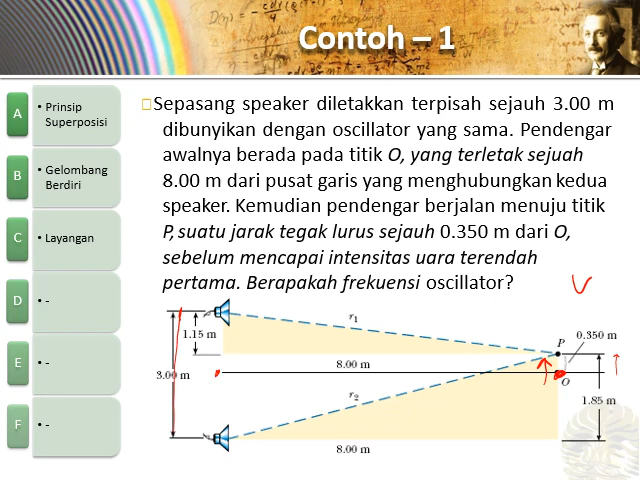 Contoh – 1
A
• Prinsip
Superposisi
B
• Gelombang
Berdiri
C
• Layangan
D
• -
E
• -
F
• -
Sepasang speaker diletakkan terpisah sejauh 3.00 m
dibunyikan dengan oscillator yang sama. Pendengar
awalnya berada pada titik O, yang terletak sejuah
8.00 m dari pusat garis yang menghubungkan kedua
speaker. Kemudian pendengar berjalan menuju titik
P, suatu jarak tegak lurus sejauh 0.350 m dari O,
sebelum mencapai intensitas uara terendah
pertama. Berapakah frekuensi oscillator?
r1
1.15 m
P
0.350 m
8.00 m
3.00 m
O
r2
1.85 m
8.00 m